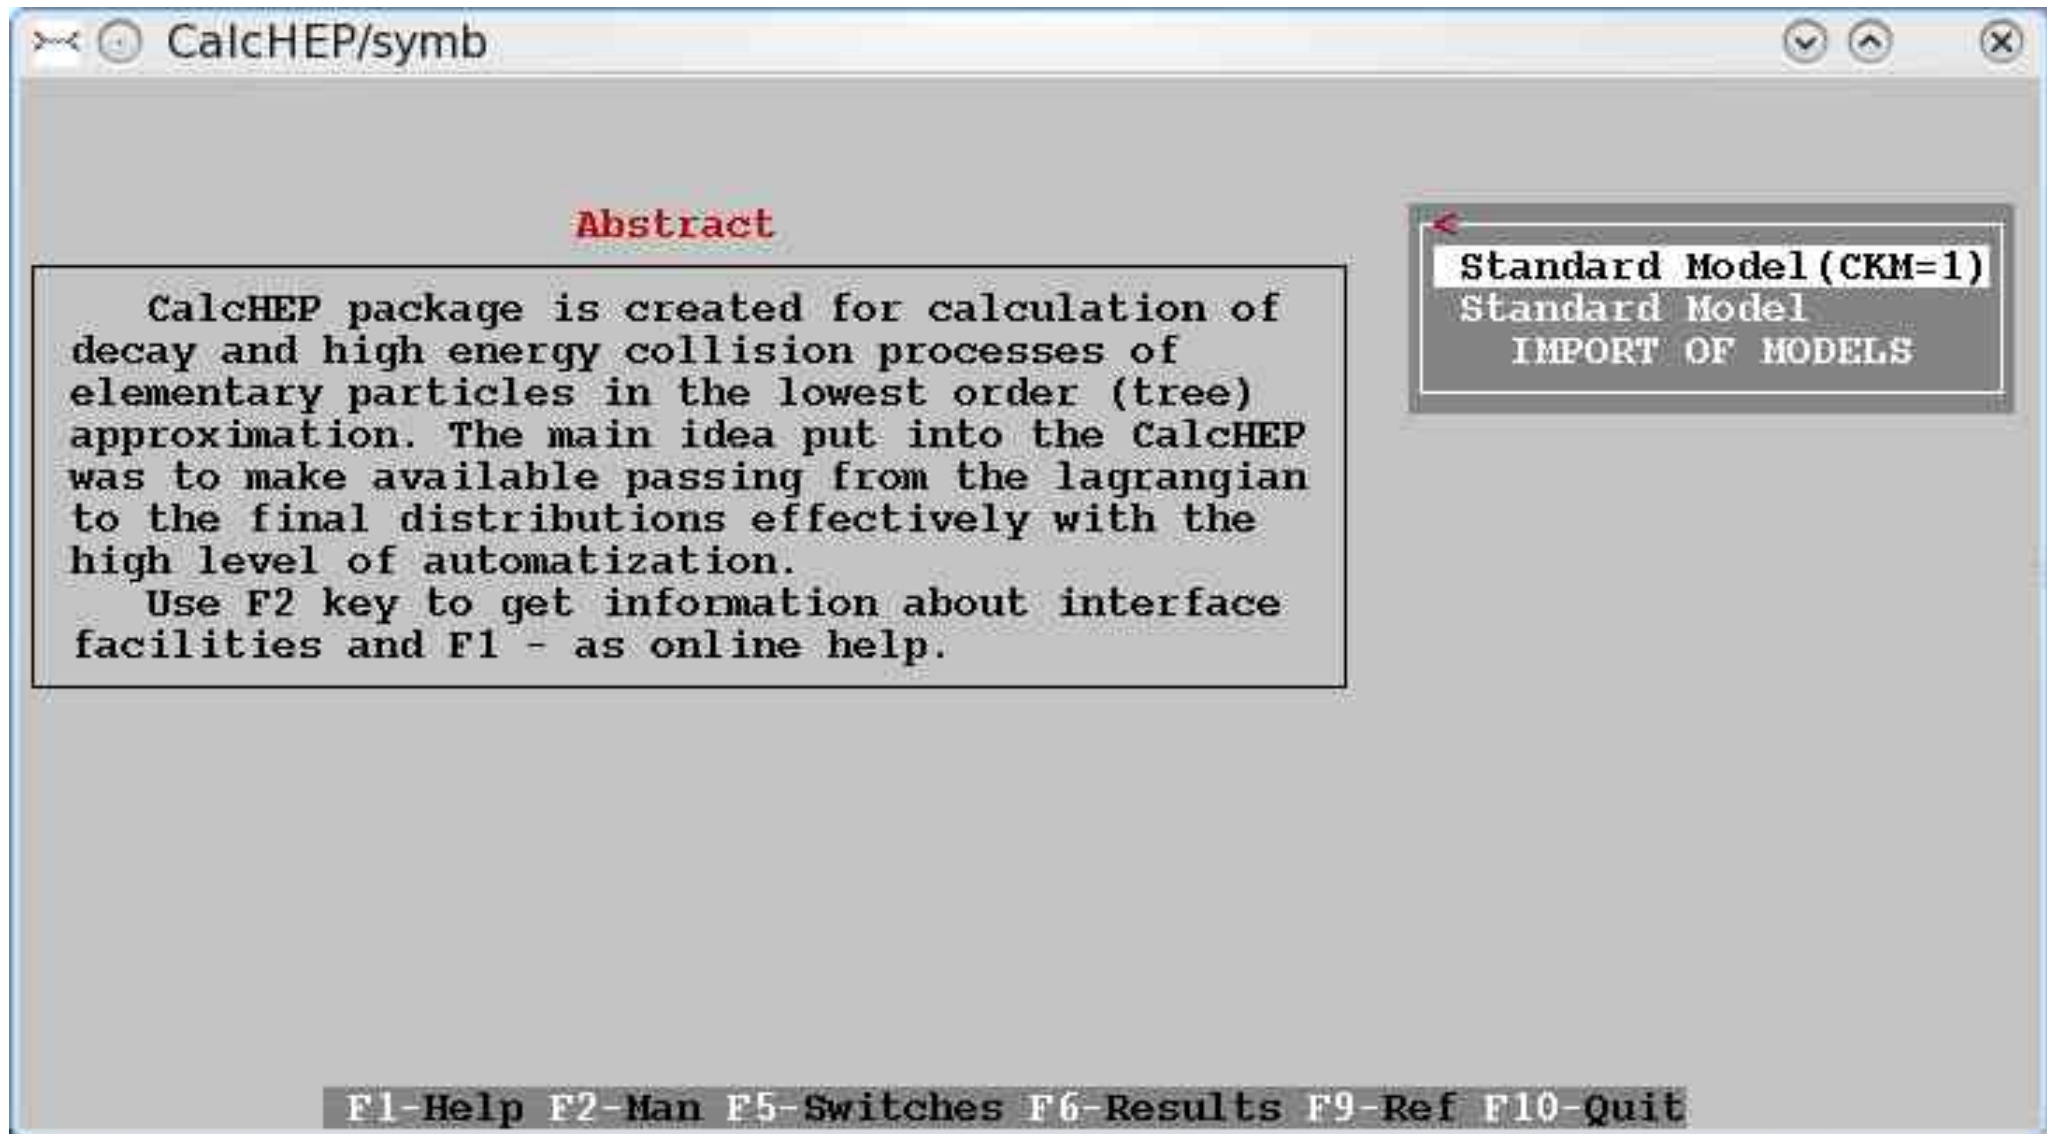 CalcHEP/symb
Abstract
CalcHEP package is created for calculation of
decay and high energy collision processes of
elementary particles in the lowest order (tree)
approximation. The main idea put into the CalcHEP
was to make available passing from the lagrangian
to the final distributions effectively with the
high level of automatization.
Use F2 key to get information about interface
facilities and F1 - as online help.
<
Standard Model(CKM=1)
Standard Model
IMPORT OF MODELS
F1-Help F2-Man F5-Switches F6-Results F9-Ref F10-Quit